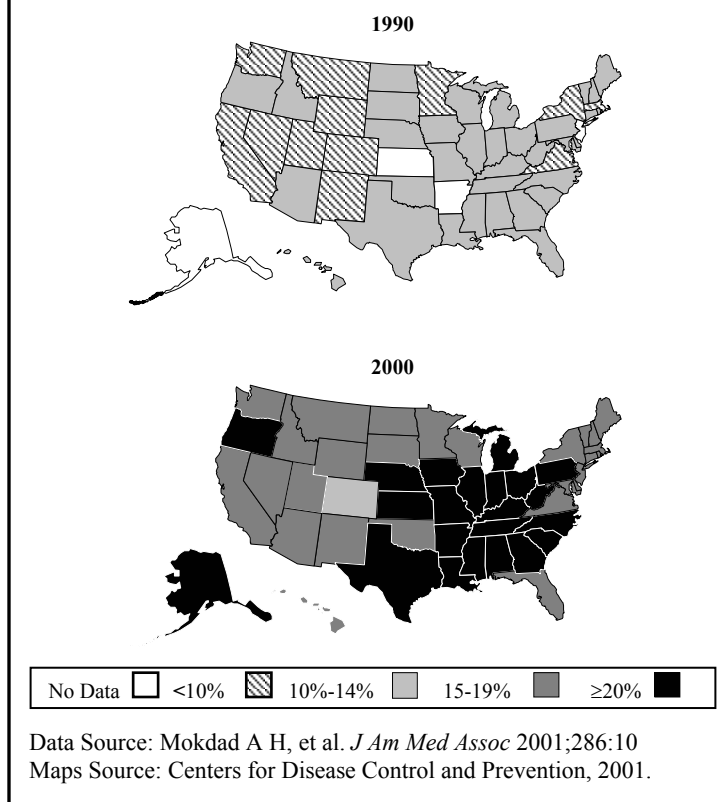 1990
2000
No Data <10% 10%-14% 15-19% ≥20%
Data Source: Mokdad A H, et al. J Am Med Assoc 2001;286:10
Maps Source: Centers for Disease Control and Prevention, 2001.